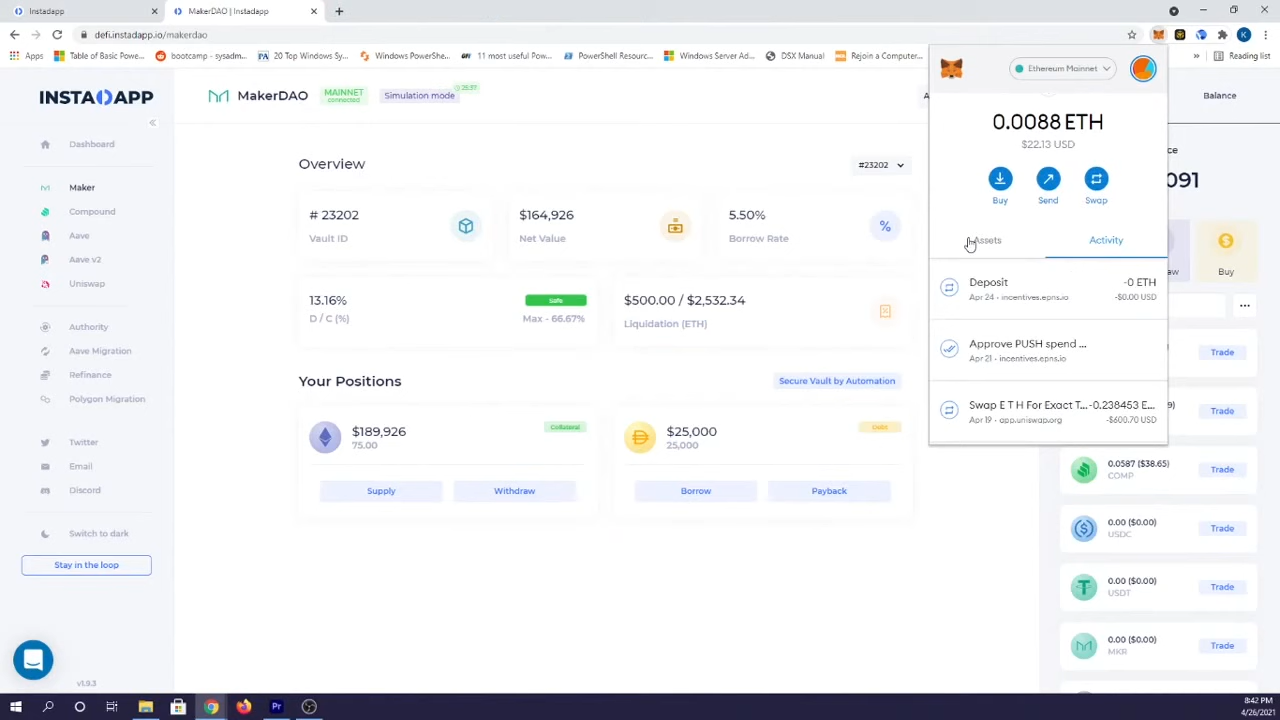 Instadapp
MakerDAO | Instadapp
defi.instadapp.io/makerdao
K
Apps
Table of Basic Powe...
bootcamp - sysadm...
20 Top Windows Sy...
Windows PowerShe...
11 most useful Pow...
PowerShell Resourc...
Windows Server Ad...
DSX Manual
Rejoin a Computer...
»
Reading list
INSTADAPP
Dashboard
Maker
Compound
Aave
Aave v2
Uniswap
Authority
Aave Migration
Refinance
Polygon Migration
Twitter
Email
Discord
Switch to dark
Stay in the loop
v1.9.3
MakerDAO
MAINNET
connected
Simulation mode
Overview
#23202
# 23202
Vault ID
$164,926
Net Value
5.50%
Borrow Rate
%
13.16%
D / C (%)
Safe
Max - 66.67%
$500.00 / $2,532.34
Liquidation (ETH)
Your Positions
Secure Vault by Automation
$189,926
75.00
Collateral
Supply
Withdraw
$25,000
25,000
Debt
Borrow
Payback
Ethereum Mainnet
0.0088 ETH
$22.13 USD
Buy
Send
Swap
Assets
Activity
Deposit
-0 ETH
Apr 24 · incentives.epns.io
-$0.00 USD
Approve PUSH spend ...
Apr 21 · incentives.epns.io
Swap E T H For Exact T...
-0.238453 E...
Apr 19 · app.uniswap.org
-$600.70 USD
A
Balance
ce
091
aw
Buy
Trade
9)
Trade
0.0587 ($38.65)
COMP
Trade
0.00 ($0.00)
USDC
Trade
0.00 ($0.00)
USDT
Trade
0.00 ($0.00)
MKR
Trade
8:42 PM
4/26/2021